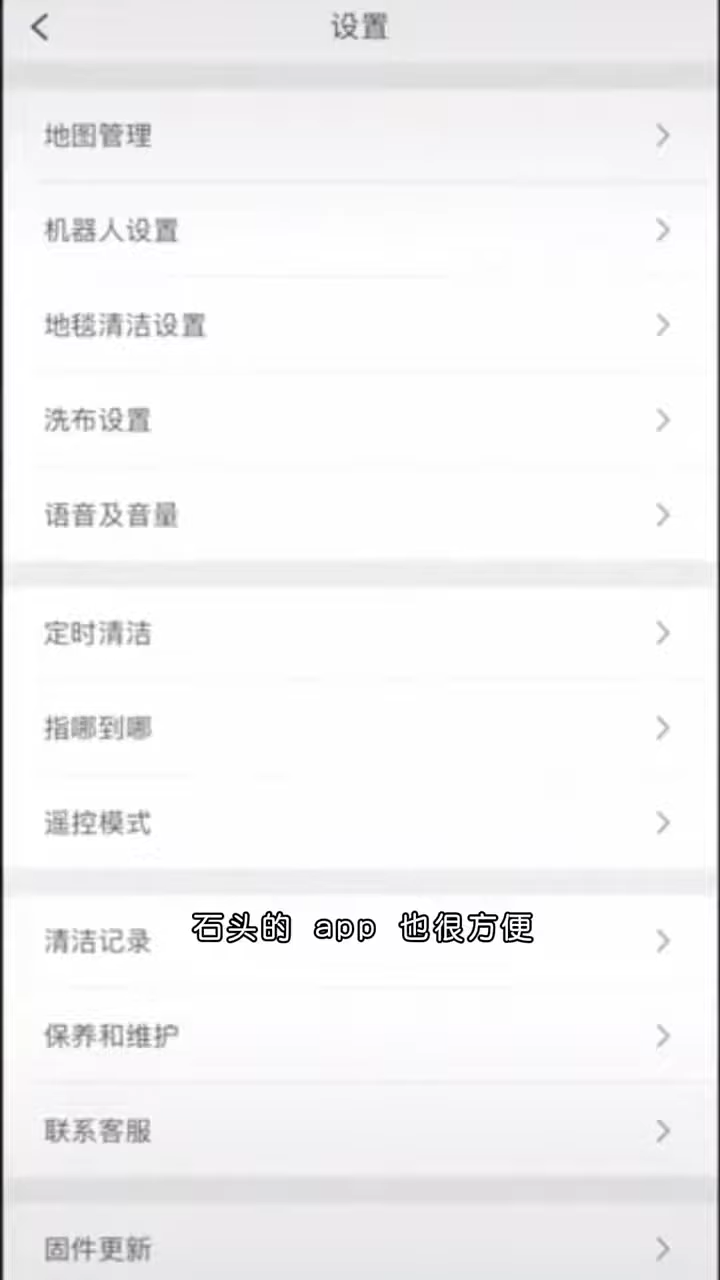 设置
地图管理
机器人设置
地毯清洁设置
洗布设置
语音及音量
定时清洁
指哪到哪
遥控模式
石头的 app 也很方便
清洁记录
保养和维护
联系客服
固件更新